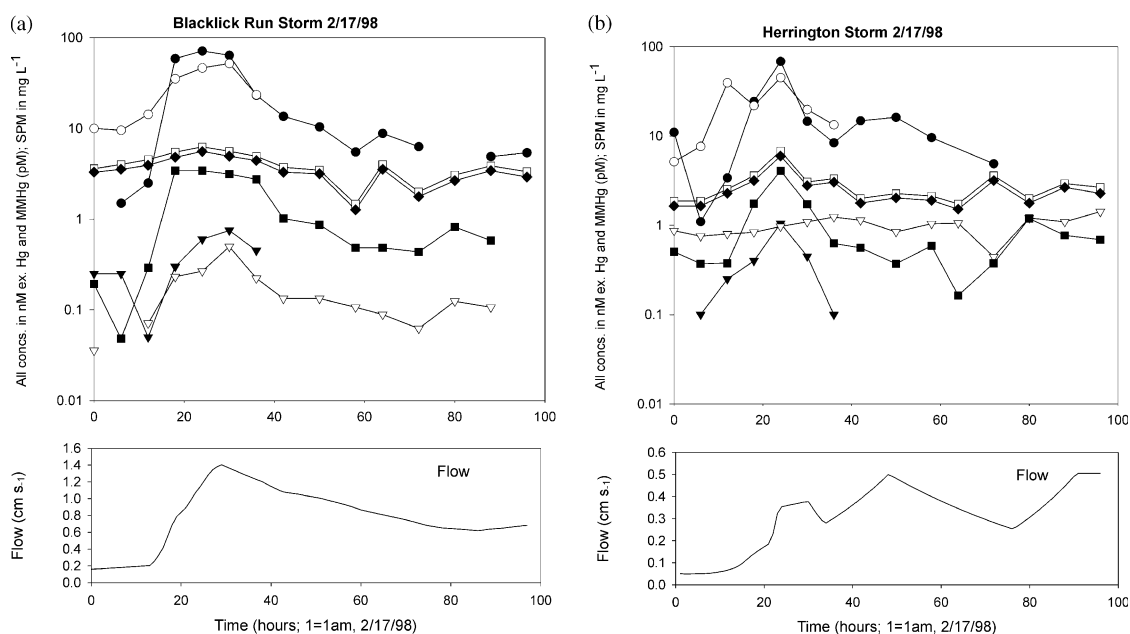 (a)
Blacklick Run Storm 2/17/98
All concs. in nM ex. Hg and MMHg (pM); SPM in mg L⁻¹
100
10
1
0.1
0.01
0 20 40 60 80 100
Flow
Flow (cm s-1)
1.6
1.4
1.2
1.0
0.8
0.6
0.4
0.2
0.0
0 20 40 60 80 100
Time (hours; 1=1am, 2/17/98)
(b)
Herrington Storm 2/17/98
All concs. in nM ex. Hg and MMHg (pM); SPM in mg L⁻¹
100
10
1
0.1
0.01
0 20 40 60 80 100
Flow
Flow (cm s-1)
0.6
0.5
0.4
0.3
0.2
0.1
0.0
0 20 40 60 80 100
Time (hours; 1=1am, 2/17/98)